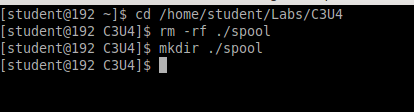 [student@192 ~]$ cd /home/student/Labs/C3U4
[student@192 C3U4]$ rm -rf ./spool
[student@192 C3U4]$ mkdir ./spool
[student@192 C3U4]$